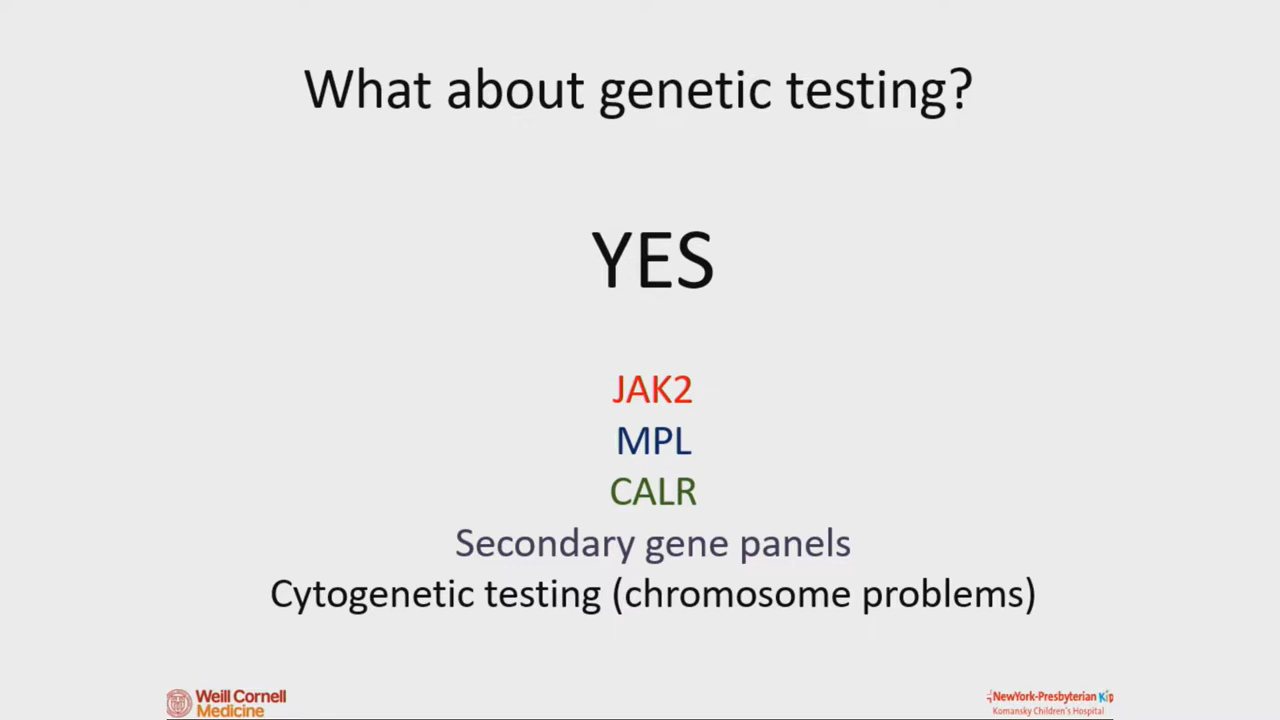 What about genetic testing?
YES
JAK2
MPL
CALR
Secondary gene panels
Cytogenetic testing (chromosome problems)
Weill Cornell
Medicine
NewYork-Presbyterian Kid
Komansky Children's Hospital